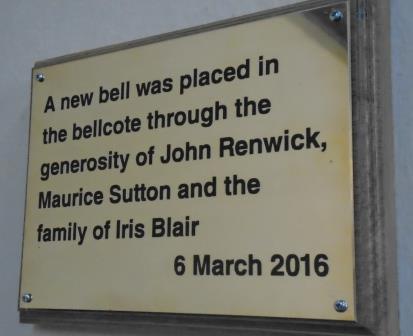 A new bell was placed in
the bellcote through the
generosity of John Renwick,
Maurice Sutton and the
family of Iris Blair
6 March 2016